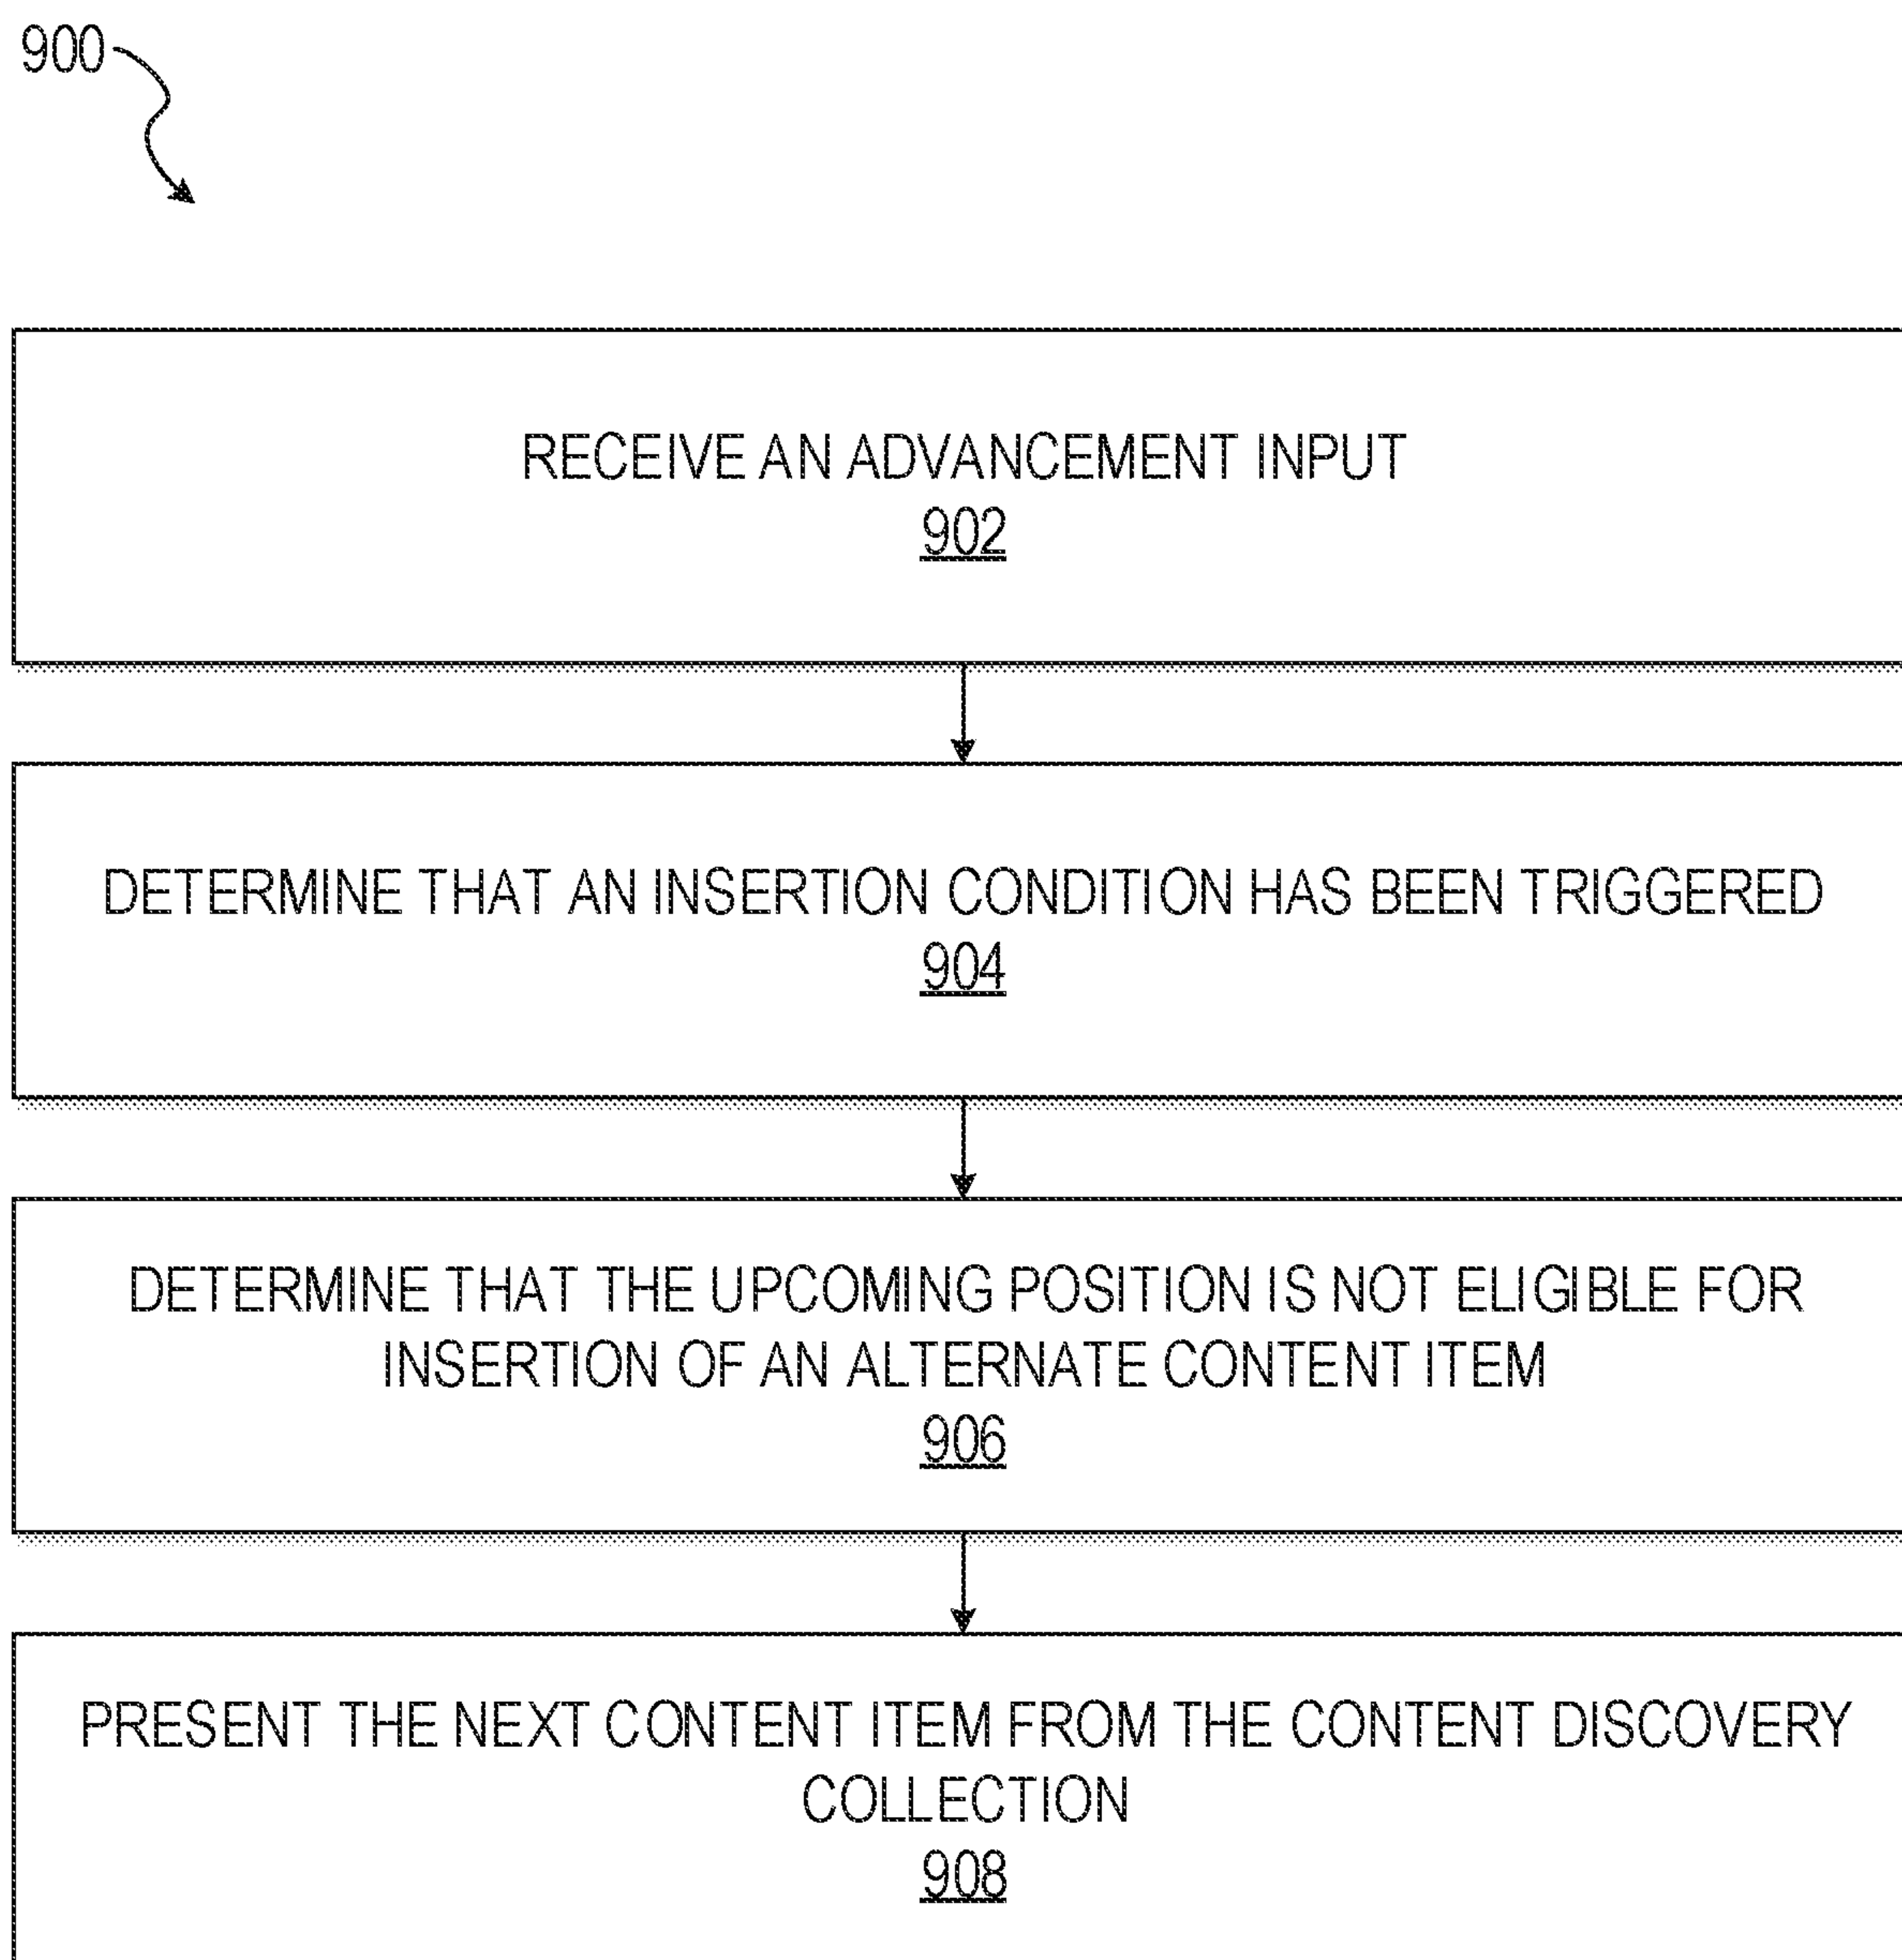 900
RECEIVE AN ADVANCEMENT INPUT
902
DETERMINE THAT AN INSERTION CONDITION HAS BEEN TRIGGERED
904
DETERMINE THAT THE UPCOMING POSITION IS NOT ELIGIBLE FOR
INSERTION OF AN ALTERNATE CONTENT ITEM
906
PRESENT THE NEXT CONTENT ITEM FROM THE CONTENT DISCOVERY
COLLECTION
908